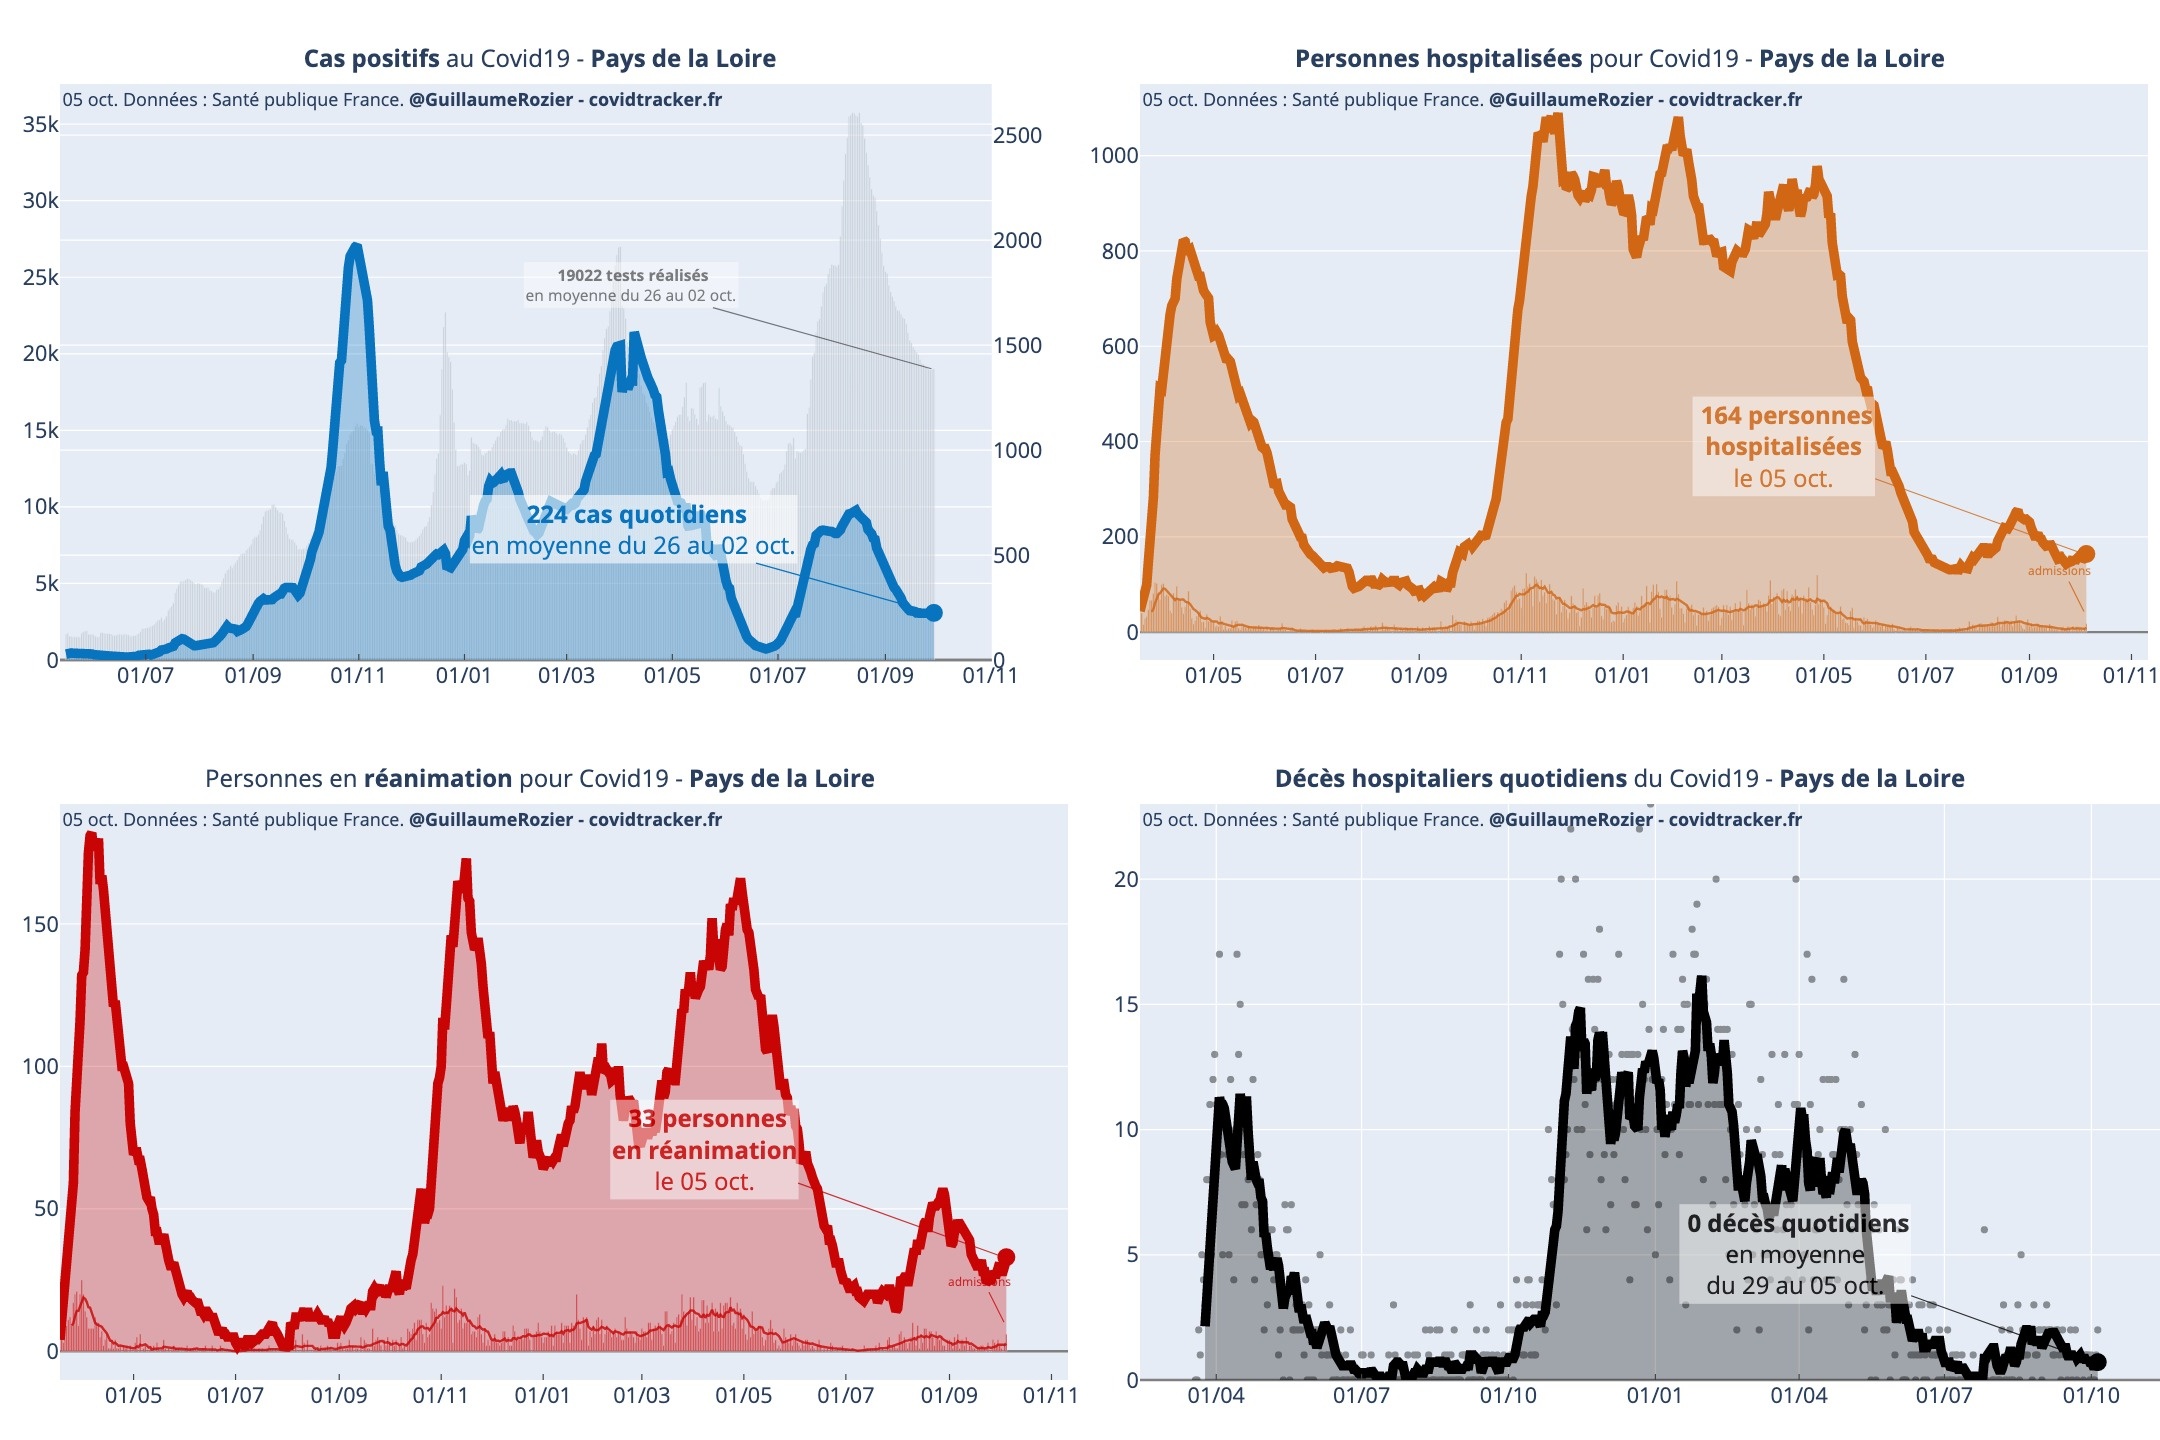 Cas positifs au Covid19 - Pays de la Loire
05 oct. Données : Santé publique France. @GuillaumeRozier - covidtracker.fr
35k
30k
25k
20k
15k
10k
5k
0
2500
2000
1500
1000
500
0
19022 tests réalisés
en moyenne du 26 au 02 oct.
224 cas quotidiens
en moyenne du 26 au 02 oct.
01/07 01/09 01/11 01/01 01/03 01/05 01/07 01/09 01/11
Personnes hospitalisées pour Covid19 - Pays de la Loire
05 oct. Données : Santé publique France. @GuillaumeRozier - covidtracker.fr
1000
800
600
400
200
0
164 personnes
hospitalisées
le 05 oct.
admissions
01/05 01/07 01/09 01/11 01/01 01/03 01/05 01/07 01/09 01/11
Personnes en réanimation pour Covid19 - Pays de la Loire
05 oct. Données : Santé publique France. @GuillaumeRozier - covidtracker.fr
150
100
50
0
33 personnes
en réanimation
le 05 oct.
admissions
01/05 01/07 01/09 01/11 01/01 01/03 01/05 01/07 01/09 01/11
Décès hospitaliers quotidiens du Covid19 - Pays de la Loire
05 oct. Données : Santé publique France. @GuillaumeRozier - covidtracker.fr
20
15
10
5
0
0 décès quotidiens
en moyenne
du 29 au 05 oct.
01/04 01/07 01/10 01/01 01/04 01/07 01/10